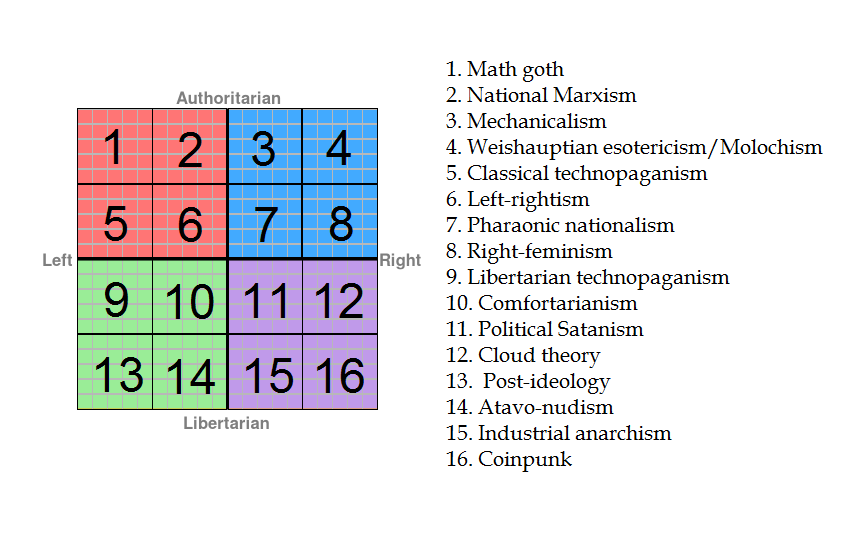 Authoritarian
1 2 3 4
5 6 7 8
Left Right
9 10 11 12
13 14 15 16
Libertarian
1. Math goth
2. National Marxism
3. Mechanicalism
4. Weishauptian esotericism/Molochism
5. Classical technopaganism
6. Left-rightism
7. Pharaonic nationalism
8. Right-feminism
9. Libertarian technopaganism
10. Comfortarianism
11. Political Satanism
12. Cloud theory
13. Post-ideology
14. Atavo-nudism
15. Industrial anarchism
16. Coinpunk